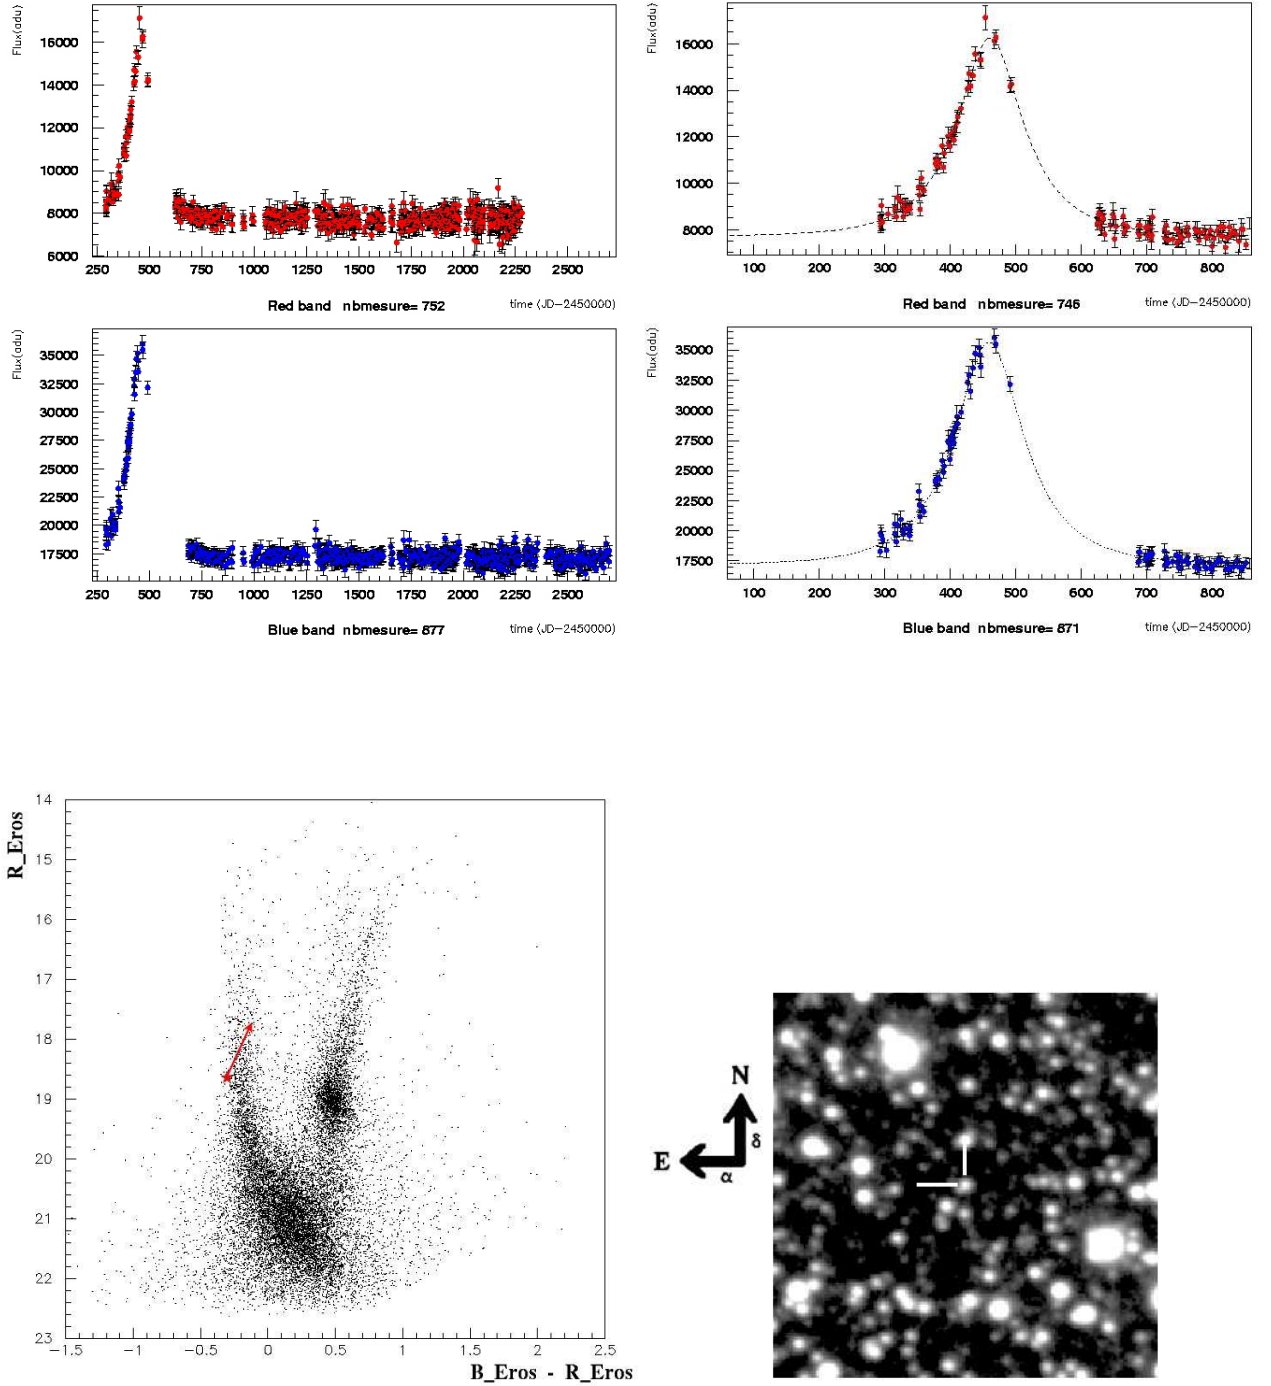 Flux(adu)
16000
14000
12000
10000
8000
6000
250 500 750 1000 1250 1500 1750 2000 2250 2500
Red band nbmesure= 752 time (JD-2450000)
Flux(adu)
16000
14000
12000
10000
8000
100 200 300 400 500 600 700 800
Red band nbmesure= 746 time (JD-2450000)
Flux(adu)
35000
32500
30000
27500
25000
22500
20000
17500
250 500 750 1000 1250 1500 1750 2000 2250 2500
Blue band nbmesure= 877 time (JD-2450000)
Flux(adu)
35000
32500
30000
27500
25000
22500
20000
17500
100 200 300 400 500 600 700 800
Blue band nbmesure= 871 time (JD-2450000)
R_Eros
14
15
16
17
18
19
20
21
22
23
-1.5 -1 -0.5 0 0.5 1 1.5 2 2.5
B_Eros - R_Eros
N
δ
E
α